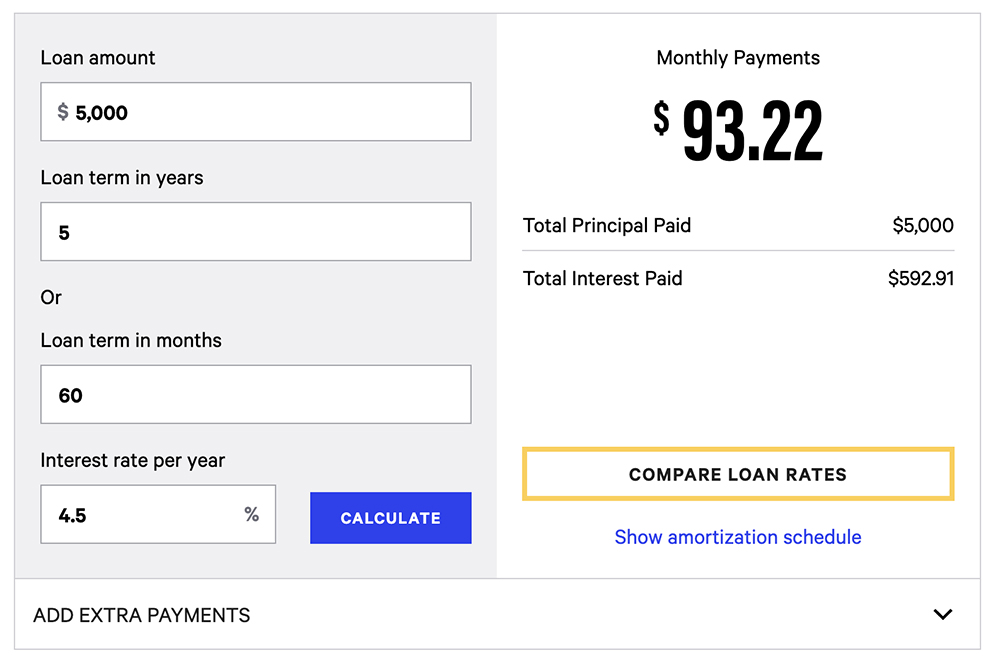 Loan amount
$ 5,000
Loan term in years
5
Or
Loan term in months
60
Interest rate per year
4.5 %
CALCULATE
Monthly Payments
$ 93.22
Total Principal Paid $5,000
Total Interest Paid $592.91
COMPARE LOAN RATES
Show amortization schedule
ADD EXTRA PAYMENTS